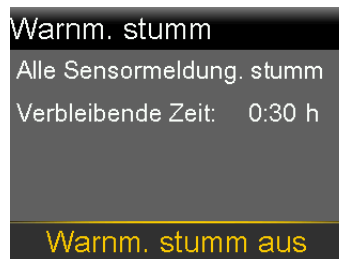 Warnm. stumm
Alle Sensormeldung. stumm
Verbleibende Zeit: 0:30 h
Warnm. stumm aus